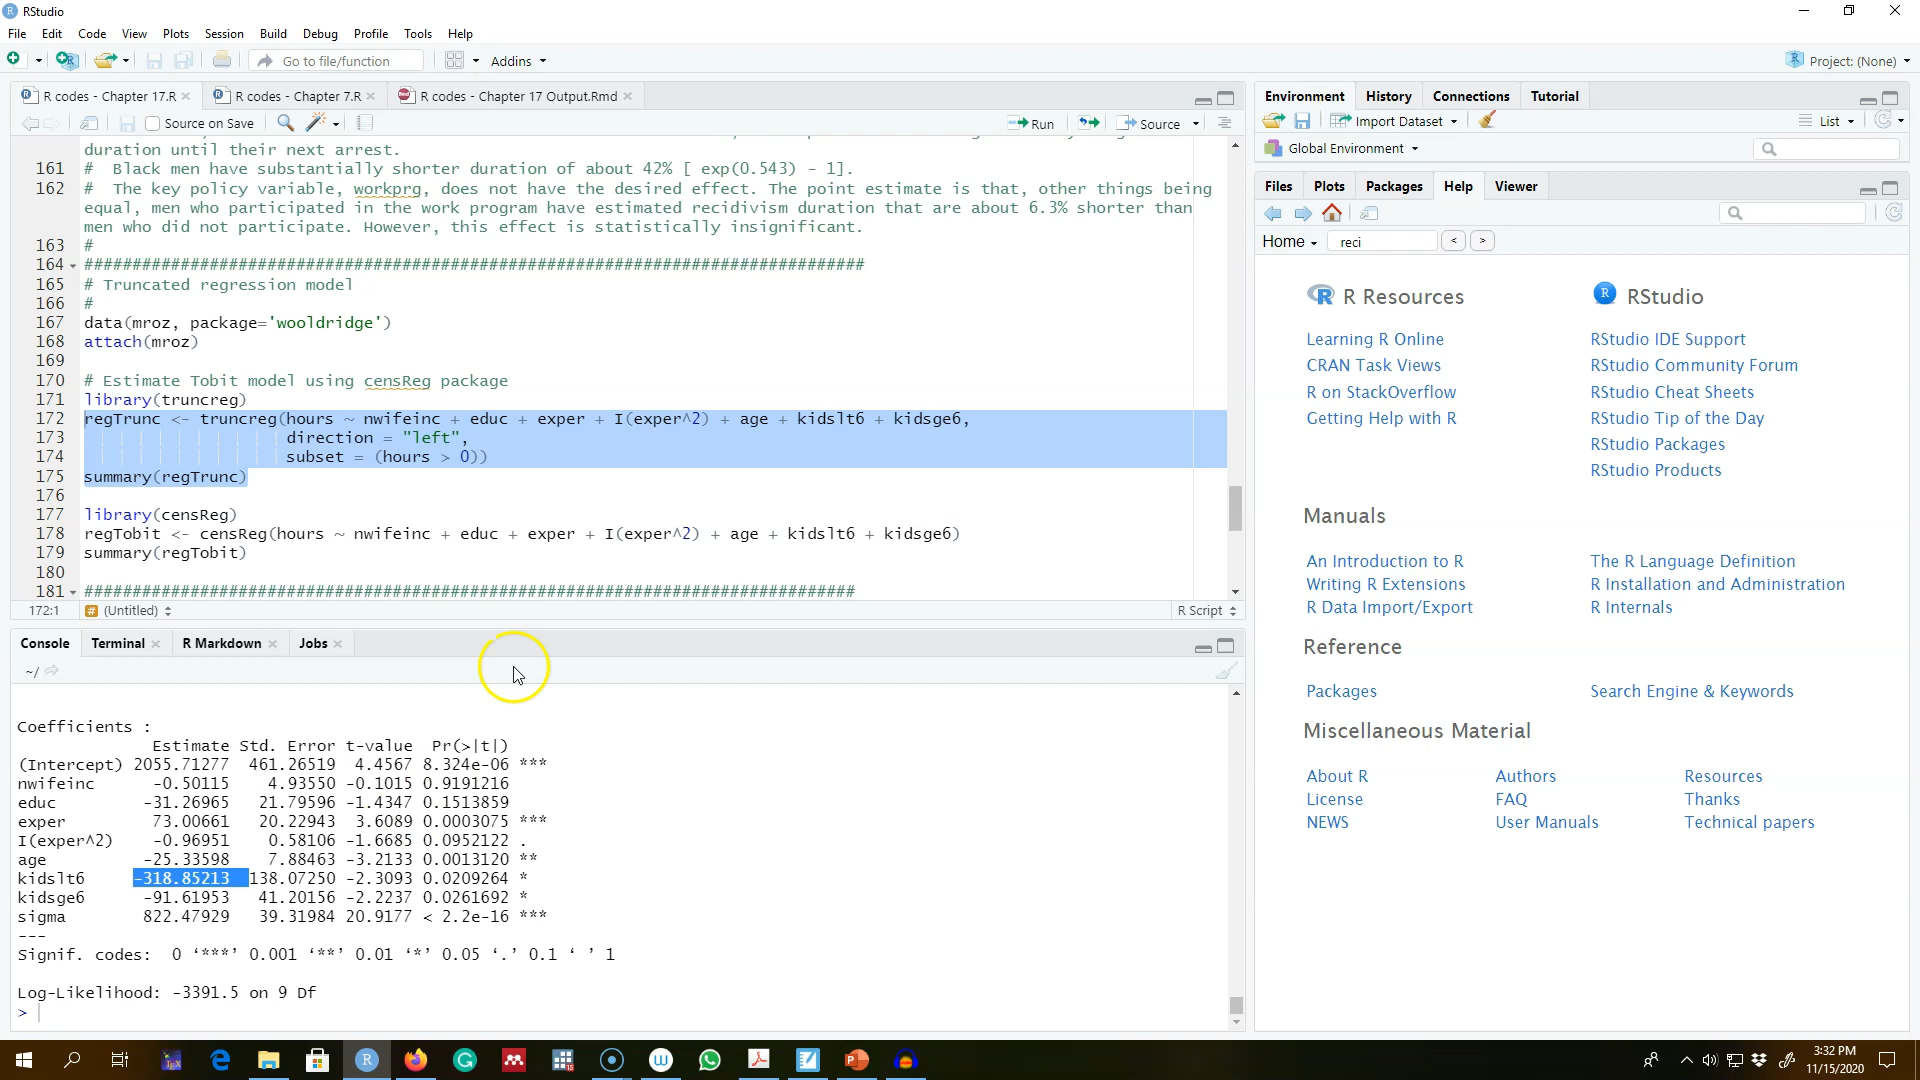 RStudio
File Edit Code View Plots Session Build Debug Profile Tools Help
Go to file/function Addins Project: (None)
R codes - Chapter 17.R R codes - Chapter 7.R R codes - Chapter 17 Output.Rmd
Source on Save Run Source
duration until their next arrest.
161 # Black men have substantially shorter duration of about 42% [ exp(0.543) - 1].
162 # The key policy variable, workprg, does not have the desired effect. The point estimate is that, other things being
equal, men who participated in the work program have estimated recidivism duration that are about 6.3% shorter than
men who did not participate. However, this effect is statistically insignificant.
163 #
164 #################################################################################
165 # Truncated regression model
166 #
167 data(mroz, package='wooldridge')
168 attach(mroz)
169
170 # Estimate Tobit model using censReg package
171 library(truncreg)
172 regTrunc <- truncreg(hours ~ nwifeinc + educ + exper + I(exper^2) + age + kidslt6 + kidsge6,
173 direction = "left",
174 subset = (hours > 0))
175 summary(regTrunc)
176
177 library(censReg)
178 regTobit <- censReg(hours ~ nwifeinc + educ + exper + I(exper^2) + age + kidslt6 + kidsge6)
179 summary(regTobit)
180
181 ################################################################################
172:1 # (Untitled) R Script
Console Terminal R Markdown Jobs
~/
Coefficients :
Estimate Std. Error t-value Pr(>|t|)
(Intercept) 2055.71277 461.26519 4.4567 8.324e-06 ***
nwifeinc -0.50115 4.93550 -0.1015 0.9191216
educ -31.26965 21.79596 -1.4347 0.1513859
exper 73.00661 20.22943 3.6089 0.0003075 ***
I(exper^2) -0.96951 0.58106 -1.6685 0.0952122 .
age -25.33598 7.88463 -3.2133 0.0013120 **
kidslt6 -318.85213 138.07250 -2.3093 0.0209264 *
kidsge6 -91.61953 41.20156 -2.2237 0.0261692 *
sigma 822.47929 39.31984 20.9177 < 2.2e-16 ***
---
Signif. codes: 0 ‘***’ 0.001 ‘**’ 0.01 ‘*’ 0.05 ‘.’ 0.1 ‘ ’ 1
Log-Likelihood: -3391.5 on 9 Df
>
Environment History Connections Tutorial
Import Dataset List
Global Environment
Files Plots Packages Help Viewer
Home reci < >
R Resources RStudio
Learning R Online RStudio IDE Support
CRAN Task Views RStudio Community Forum
R on StackOverflow RStudio Cheat Sheets
Getting Help with R RStudio Tip of the Day
RStudio Packages
RStudio Products
Manuals
An Introduction to R The R Language Definition
Writing R Extensions R Installation and Administration
R Data Import/Export R Internals
Reference
Packages Search Engine & Keywords
Miscellaneous Material
About R Authors Resources
License FAQ Thanks
NEWS User Manuals Technical papers
3:32 PM
11/15/2020